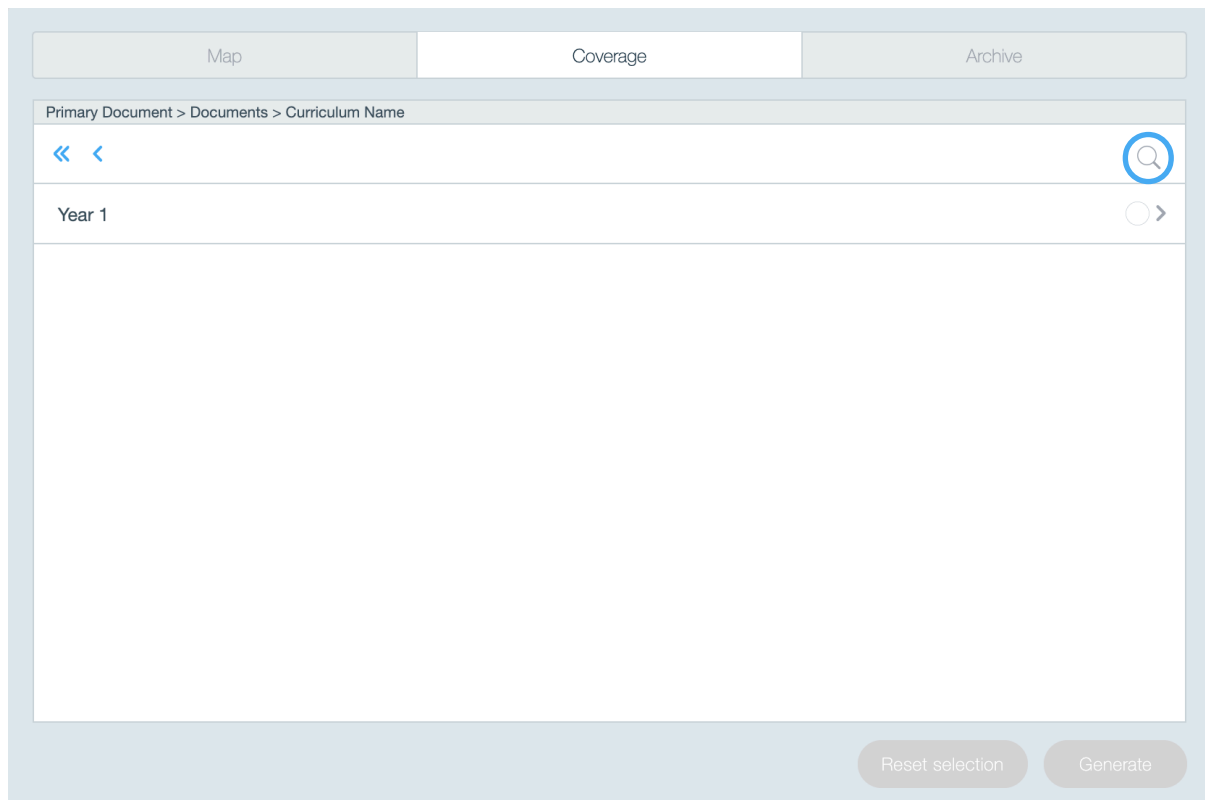 Map Coverage Archive
Primary Document > Documents > Curriculum Name
Year 1
Reset selection Generate